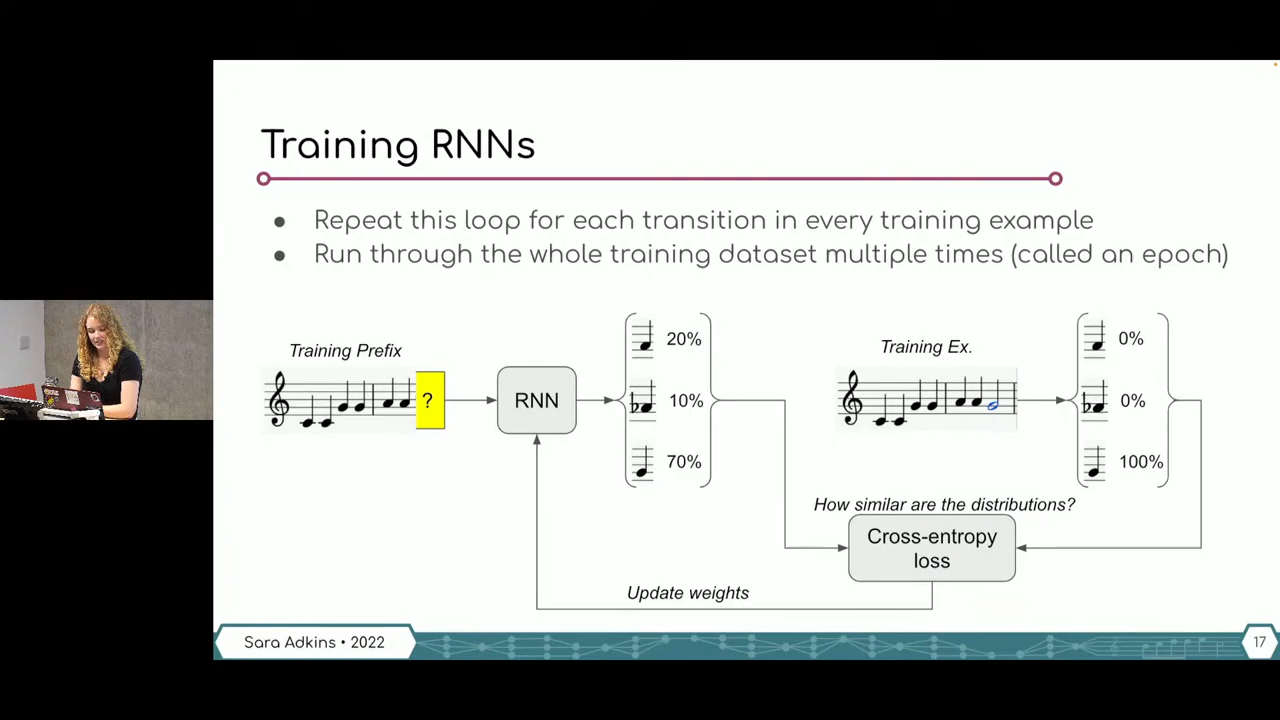 Training RNNs
● Repeat this loop for each transition in every training example
● Run through the whole training dataset multiple times (called an epoch)
Training Prefix
?
RNN
20%
10%
70%
Training Ex.
0%
0%
100%
How similar are the distributions?
Cross-entropy
loss
Update weights
Sara Adkins • 2022
17